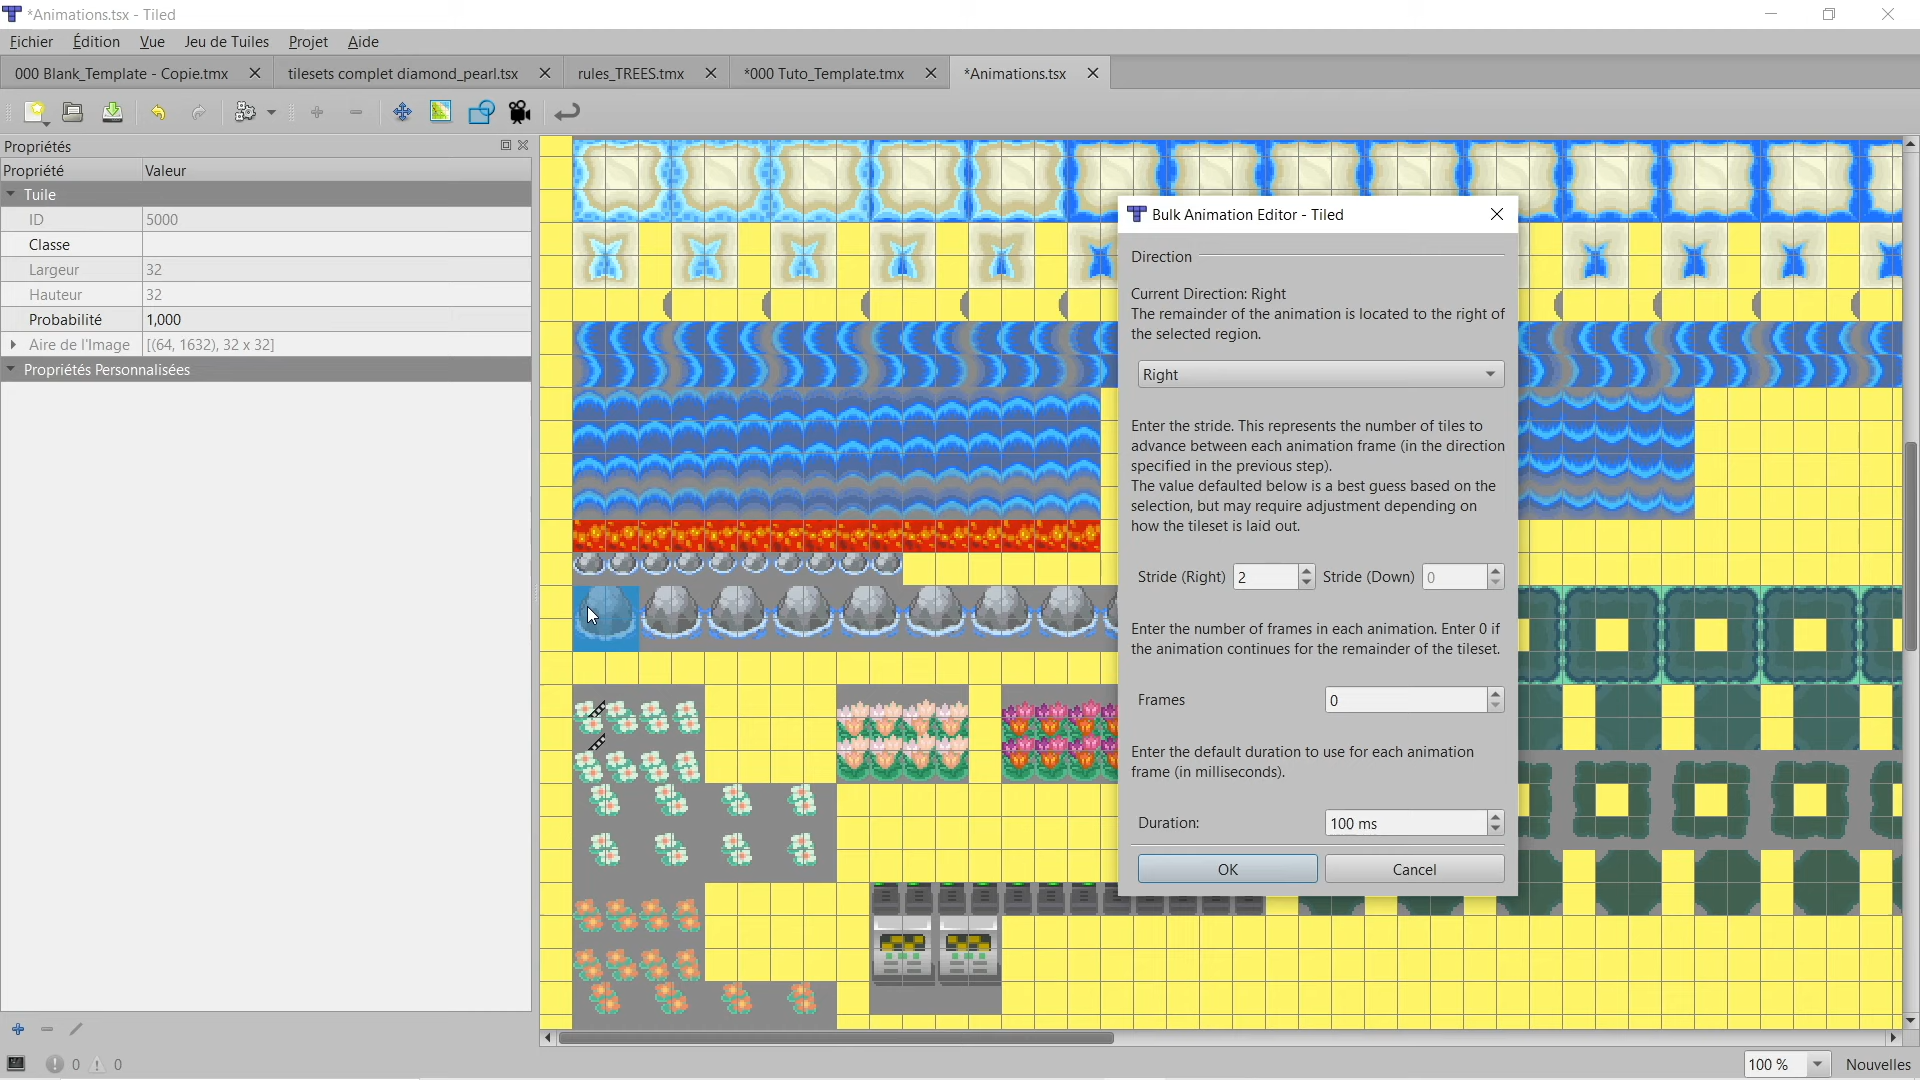 *Animations.tsx - Tiled
Fichier Édition Vue Jeu de Tuiles Projet Aide
000 Blank_Template - Copie.tmx tilesets complet diamond_pearl.tsx rules_TREES.tmx *000 Tuto_Template.tmx *Animations.tsx
Propriétés
Propriété Valeur
Tuile
ID 5000
Classe
Largeur 32
Hauteur 32
Probabilité 1,000
Aire de l'Image [(64, 1632), 32 x 32]
Propriétés Personnalisées
Bulk Animation Editor - Tiled
Direction
Current Direction: Right
The remainder of the animation is located to the right of
the selected region.
Right
Enter the stride. This represents the number of tiles to
advance between each animation frame (in the direction
specified in the previous step).
The value defaulted below is a best guess based on the
selection, but may require adjustment depending on
how the tileset is laid out.
Stride (Right) 2 Stride (Down) 0
Enter the number of frames in each animation. Enter 0 if
the animation continues for the remainder of the tileset.
Frames 0
Enter the default duration to use for each animation
frame (in milliseconds).
Duration: 100 ms
OK Cancel
0 0
100 % Nouvelles